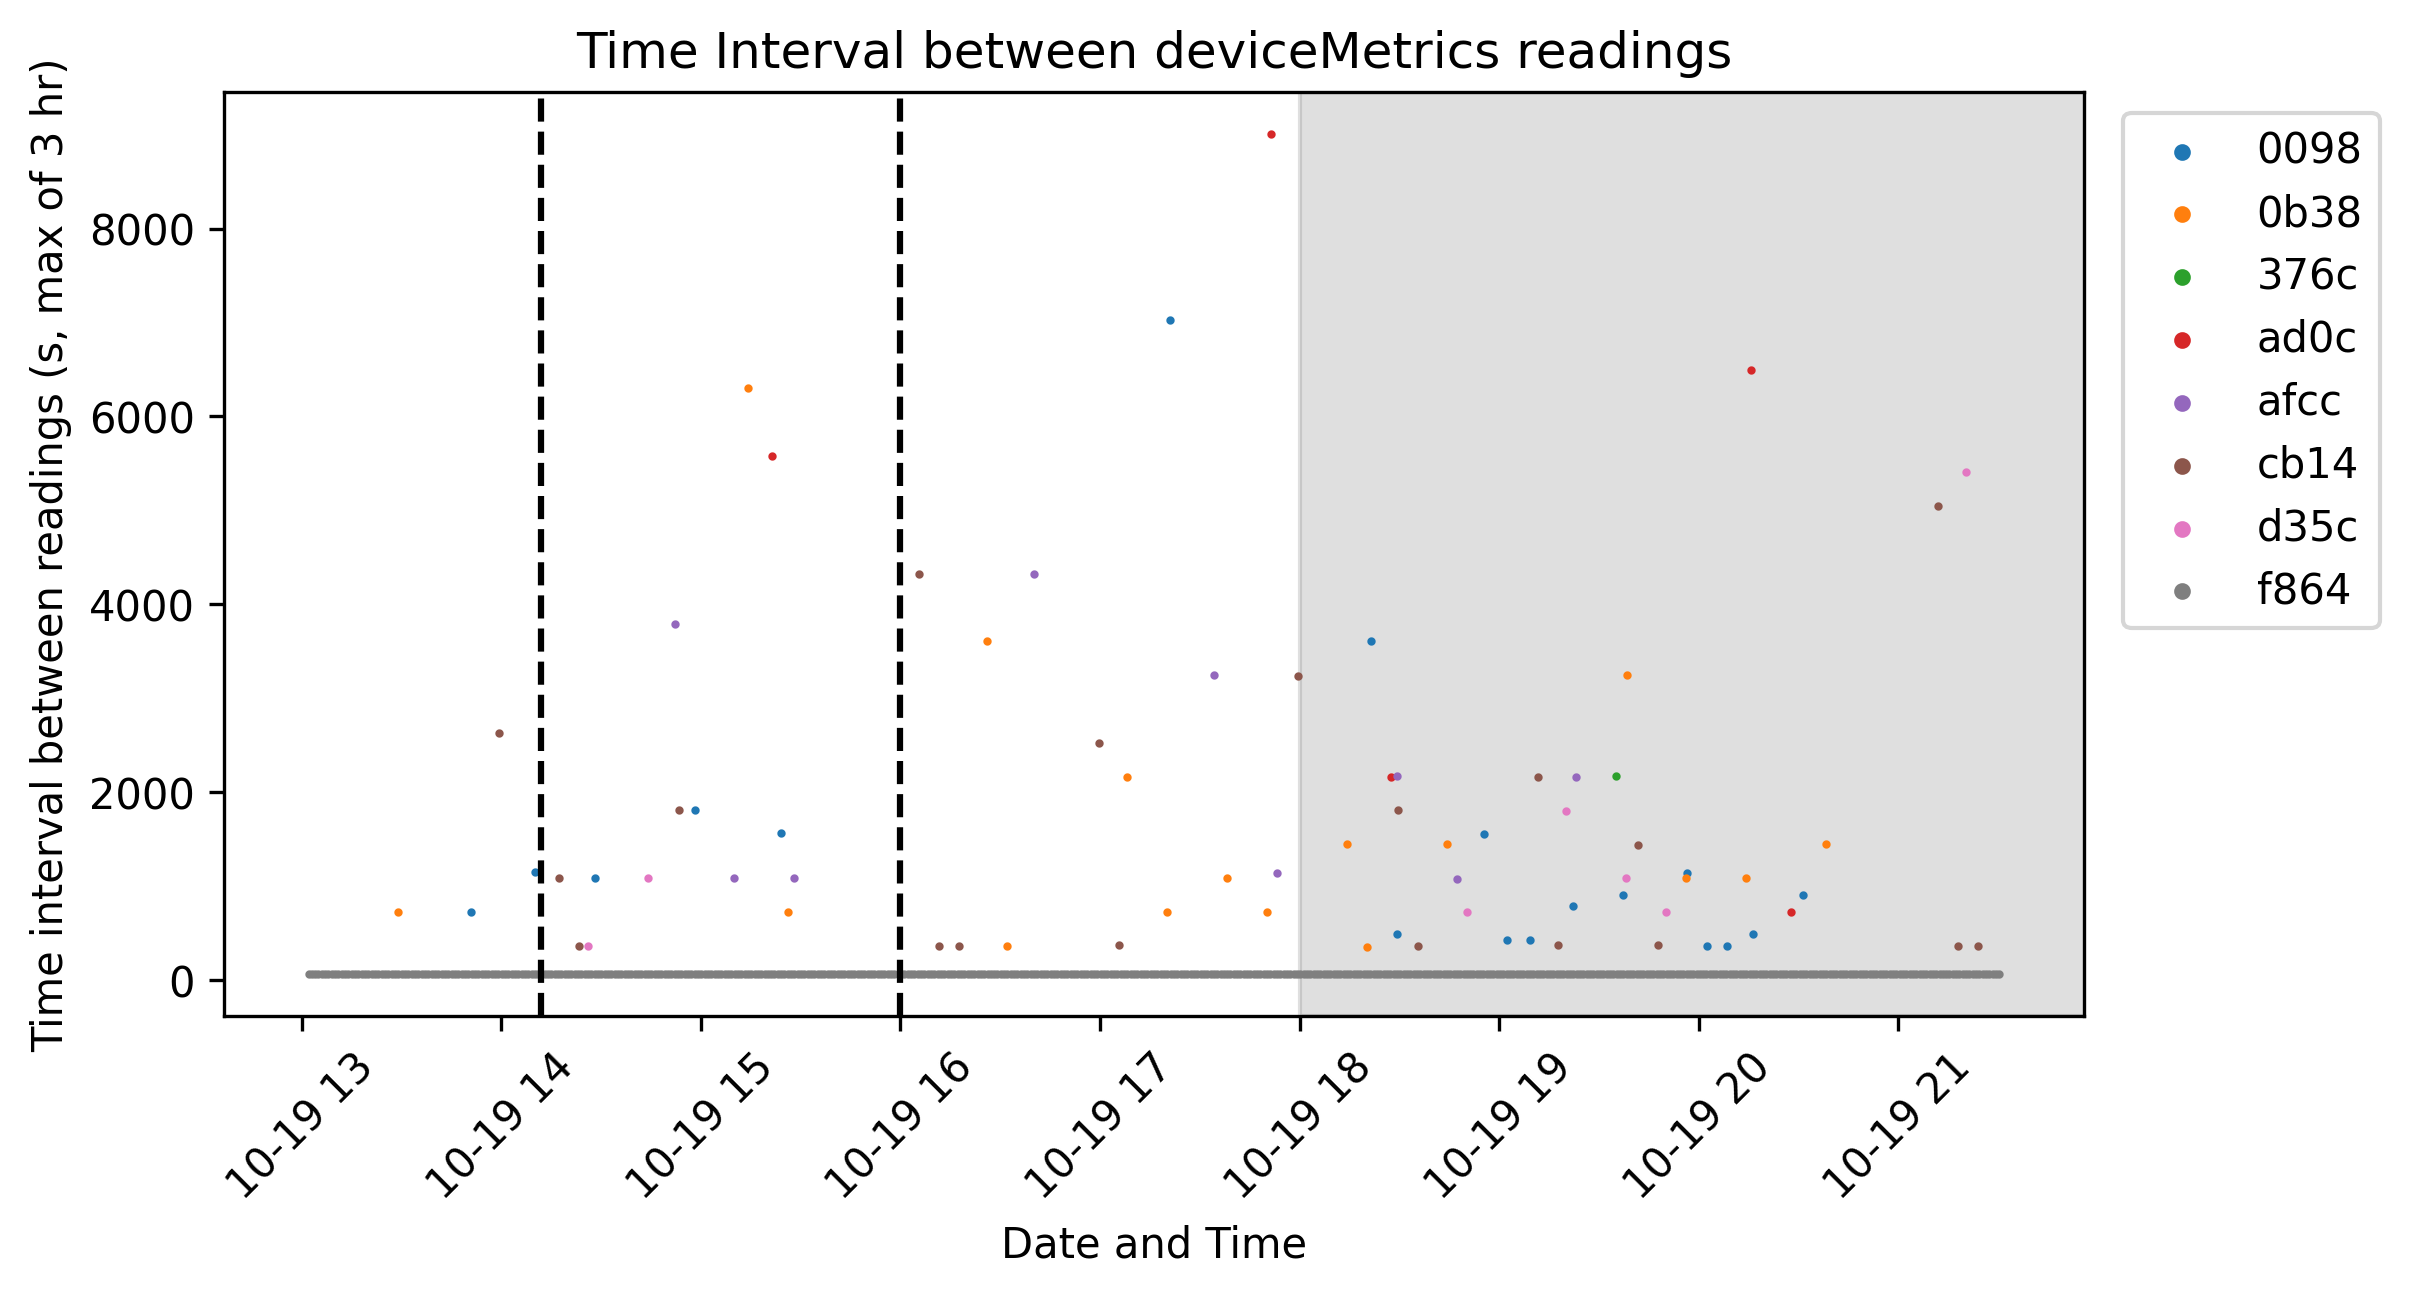 Time Interval between deviceMetrics readings
Time interval between readings (s, max of 3 hr)
8000
6000
4000
2000
0
10-19 13
10-19 14
10-19 15
10-19 16
10-19 17
10-19 18
10-19 19
10-19 20
10-19 21
Date and Time
0098
0b38
376c
ad0c
afcc
cb14
d35c
f864